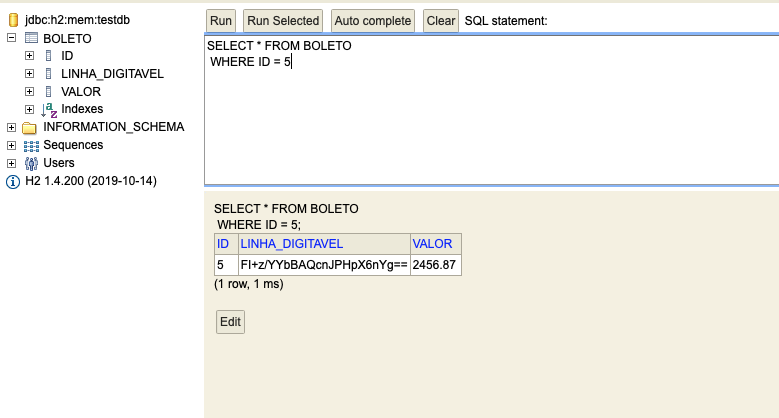 jdbc:h2:mem:testdb
BOLETO
ID
LINHA_DIGITAVEL
VALOR
Indexes
INFORMATION_SCHEMA
Sequences
Users
H2 1.4.200 (2019-10-14)
Run Run Selected Auto complete Clear SQL statement:
SELECT * FROM BOLETO
WHERE ID = 5
SELECT * FROM BOLETO
WHERE ID = 5;
ID LINHA_DIGITAVEL VALOR
5 FI+z/YYbBAQcnJPHpX6nYg== 2456.87
(1 row, 1 ms)
Edit